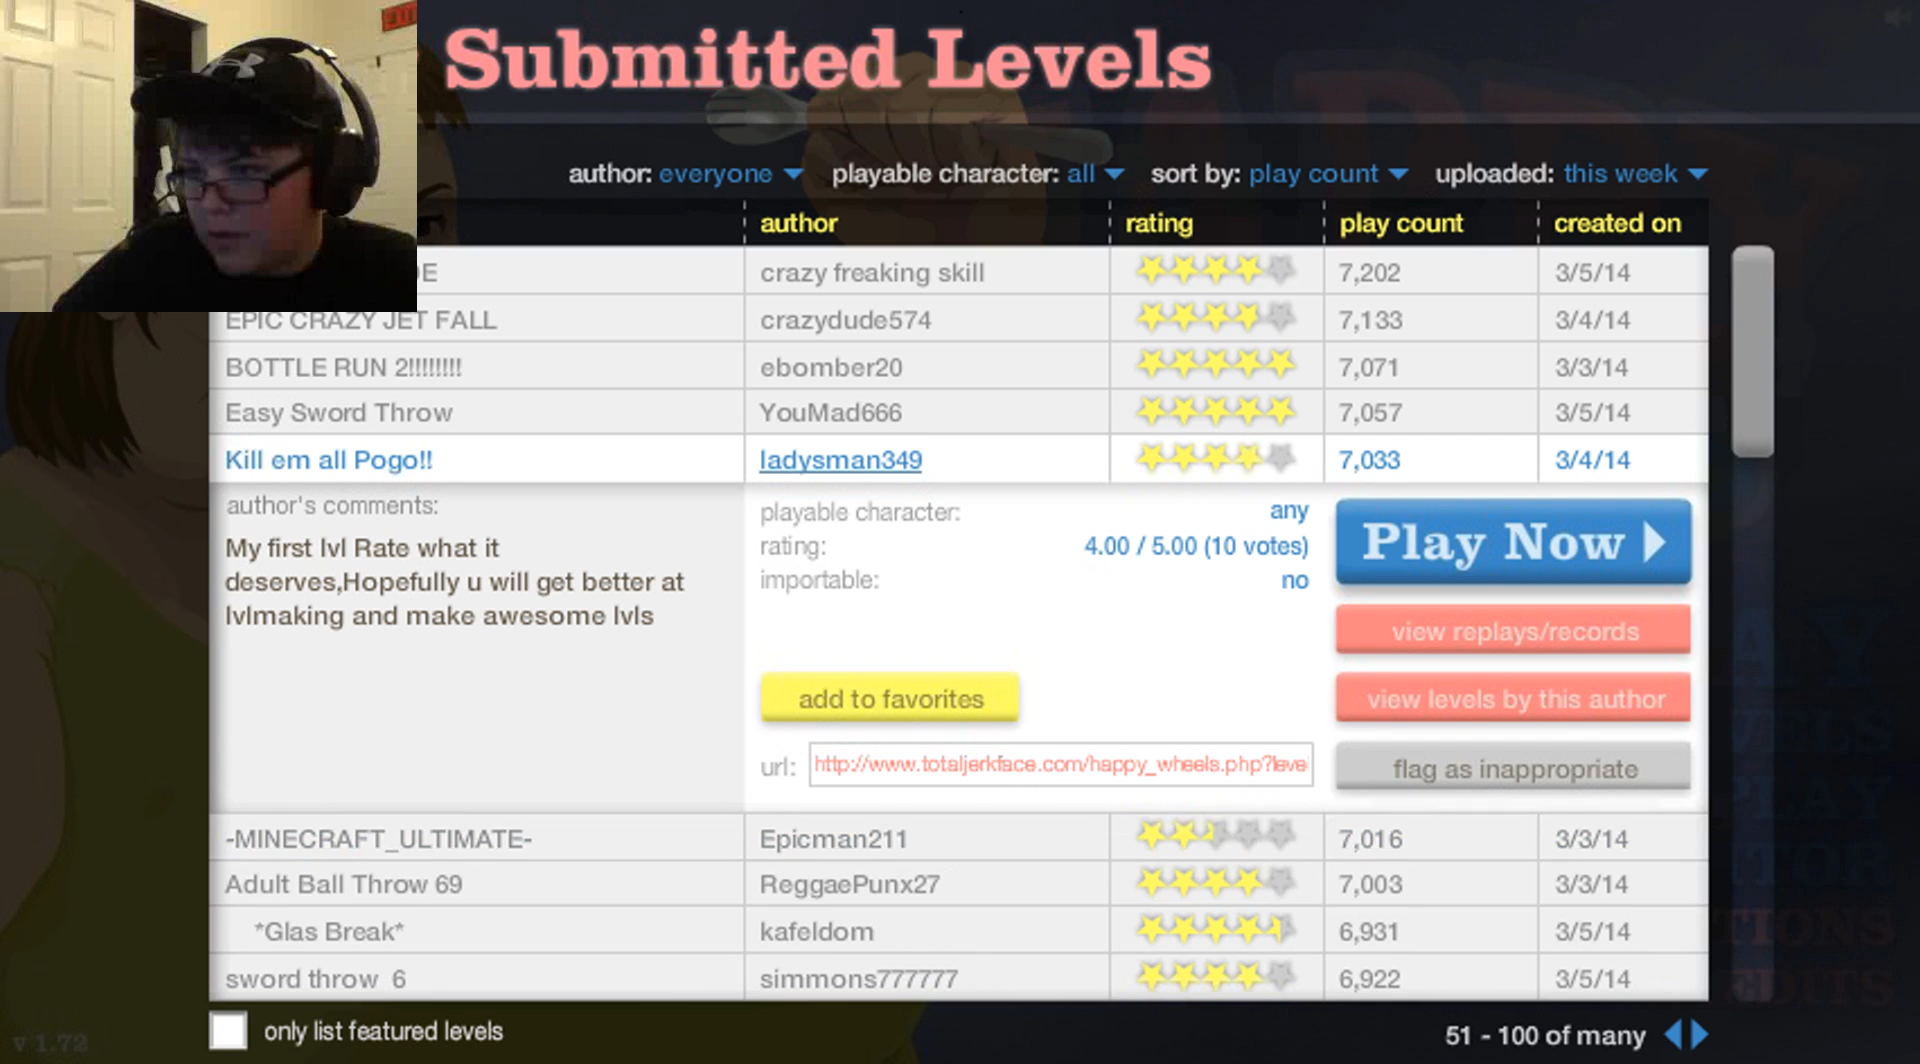 Submitted Levels
author: everyone playable character: all sort by: play count uploaded: this week
author rating play count created on
DE crazy freaking skill 7,202 3/5/14
EPIC CRAZY JET FALL crazydude574 7,133 3/4/14
BOTTLE RUN 2!!!!!!!! ebomber20 7,071 3/3/14
Easy Sword Throw YouMad666 7,057 3/5/14
Kill em all Pogo!! ladysman349 7,033 3/4/14
author's comments:
My first lvl Rate what it
deserves,Hopefully u will get better at
lvlmaking and make awesome lvls
playable character: any
rating: 4.00 / 5.00 (10 votes)
importable: no
add to favorites
url: http://www.totaljerkface.com/happy_wheels.php?leve
Play Now
view replays/records
view levels by this author
flag as inappropriate
-MINECRAFT_ULTIMATE- Epicman211 7,016 3/3/14
Adult Ball Throw 69 ReggaePunx27 7,003 3/3/14
*Glas Break* kafeldom 6,931 3/5/14
sword throw 6 simmons777777 6,922 3/5/14
only list featured levels
51 - 100 of many
v 1.72